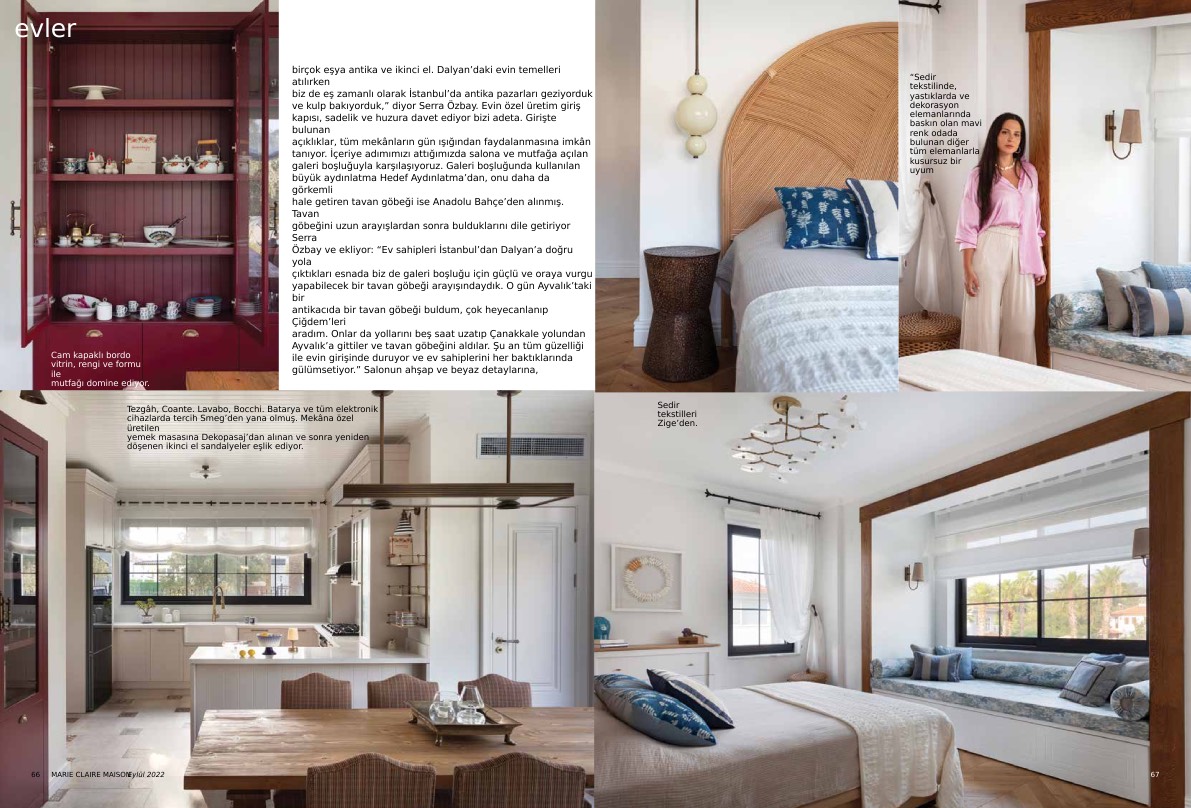 evler
birçok eşya antika ve ikinci el. Dalyan’daki evin temelleri
atılırken
biz de eş zamanlı olarak İstanbul’da antika pazarları geziyorduk
ve kulp bakıyorduk,” diyor Serra Özbay. Evin özel üretim giriş
kapısı, sadelik ve huzura davet ediyor bizi adeta. Girişte
bulunan
açıklıklar, tüm mekânların gün ışığından faydalanmasına imkân
tanıyor. İçeriye adımımızı attığımızda salona ve mutfağa açılan
galeri boşluğuyla karşılaşıyoruz. Galeri boşluğunda kullanılan
büyük aydınlatma Hedef Aydınlatma’dan, onu daha da
görkemli
hale getiren tavan göbeği ise Anadolu Bahçe’den alınmış.
Tavan
göbeğini uzun arayışlardan sonra bulduklarını dile getiriyor
Serra
Özbay ve ekliyor: “Ev sahipleri İstanbul’dan Dalyan’a doğru
yola
çıktıkları esnada biz de galeri boşluğu için güçlü ve oraya vurgu
yapabilecek bir tavan göbeği arayışındaydık. O gün Ayvalık’taki
bir
antikacıda bir tavan göbeği buldum, çok heyecanlanıp
Çiğdem’leri
aradım. Onlar da yollarını beş saat uzatıp Çanakkale yolundan
Ayvalık’a gittiler ve tavan göbeğini aldılar. Şu an tüm güzelliği
ile evin girişinde duruyor ve ev sahiplerini her baktıklarında
gülümsetiyor.” Salonun ahşap ve beyaz detaylarına,
“Sedir
tekstilinde,
yastıklarda ve
dekorasyon
elemanlarında
baskın olan mavi
renk odada
bulunan diğer
tüm elemanlarla
kusursuz bir
uyum
Cam kapaklı bordo
vitrin, rengi ve formu
ile
mutfağı domine ediyor.
Tezgâh, Coante. Lavabo, Bocchi. Batarya ve tüm elektronik
cihazlarda tercih Smeg’den yana olmuş. Mekâna özel
üretilen
yemek masasına Dekopasaj’dan alınan ve sonra yeniden
döşenen ikinci el sandalyeler eşlik ediyor.
Sedir
tekstilleri
Zige’den.
66 MARIE CLAIRE MAISON Eylül 2022
67